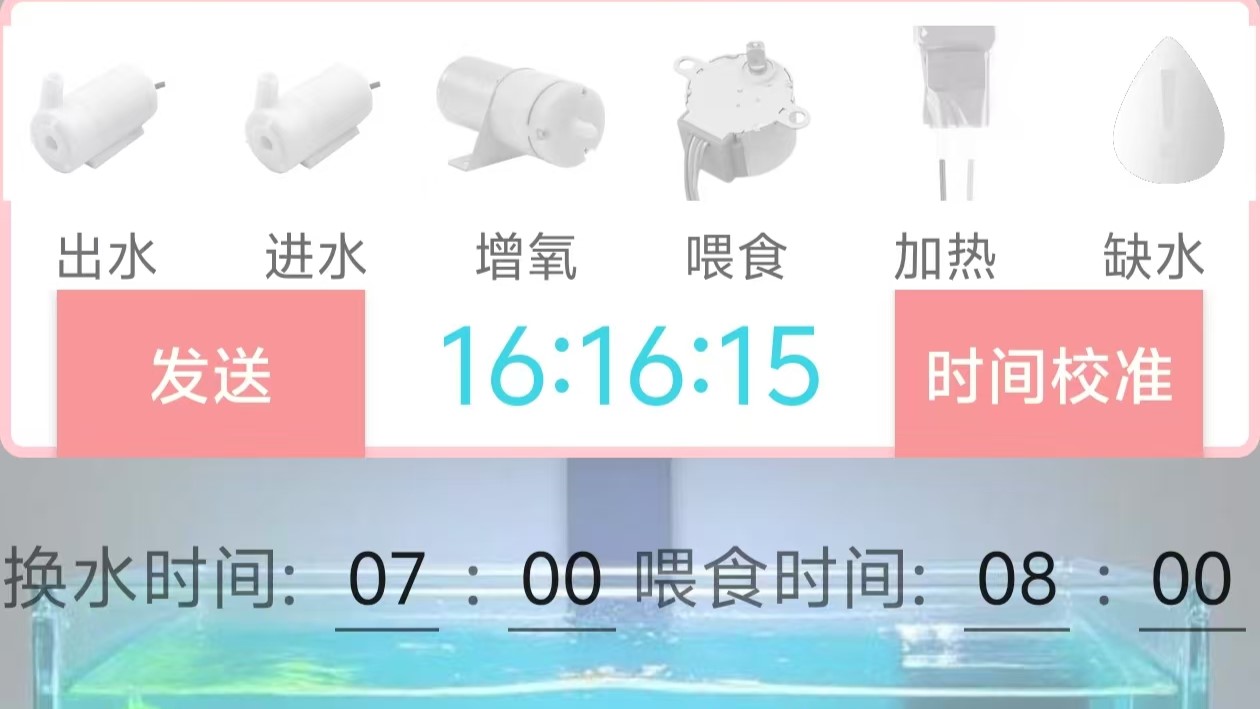 出水 进水 增氧 喂食 加热 缺水
发送 16:16:15 时间校准
换水时间: 07 : 00 喂食时间: 08 : 00